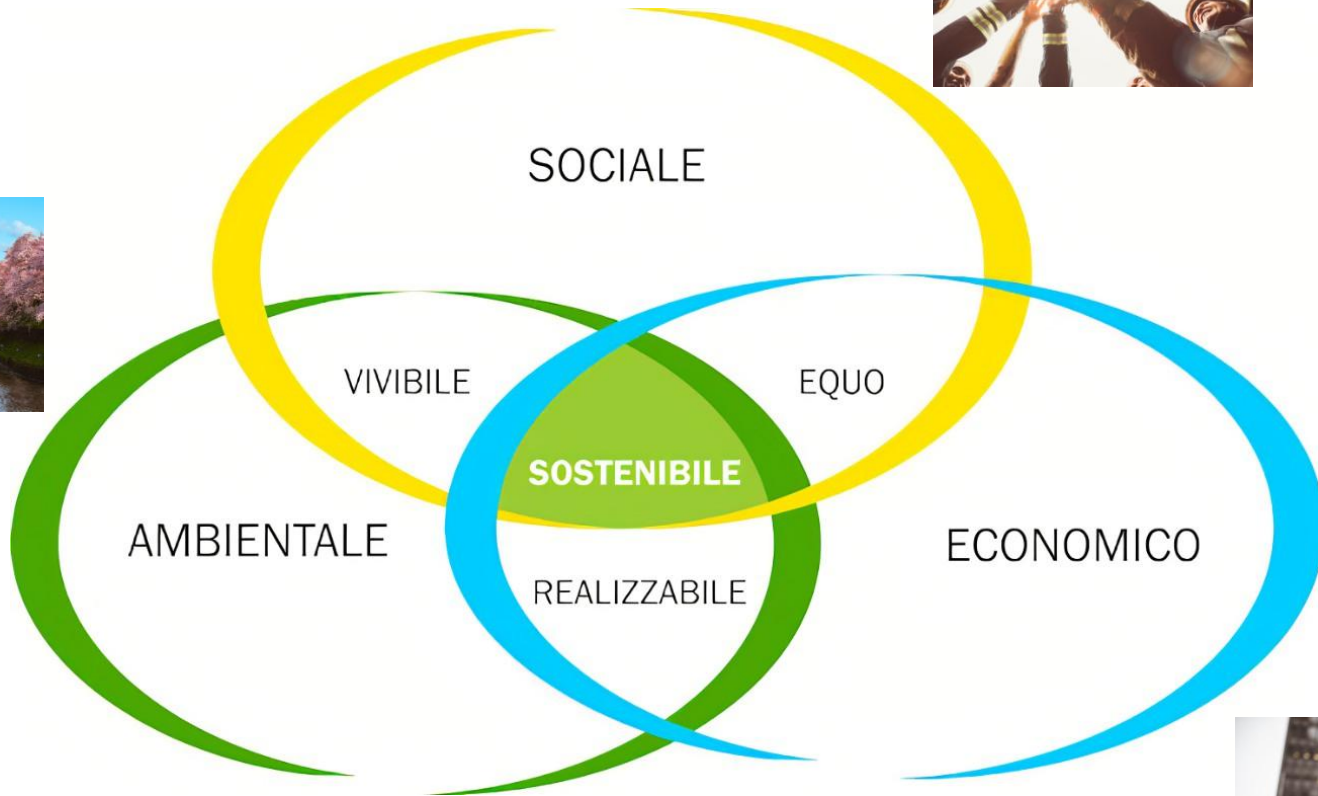 SOCIALE
VIVIBILE
EQUO
SOSTENIBILE
AMBIENTALE
ECONOMICO
REALIZZABILE